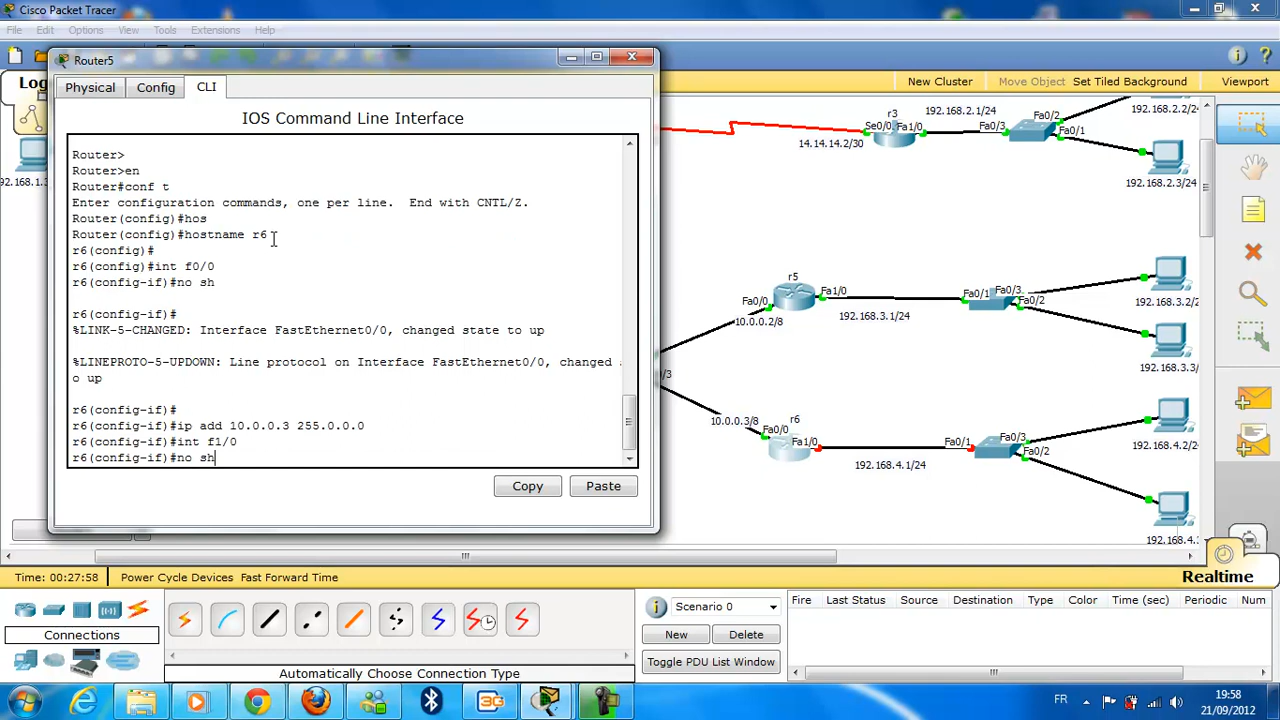 Cisco Packet Tracer
File Edit Options View Tools Extensions Help
Router5
Log
New Cluster Move Object Set Tiled Background Viewport
Physical Config CLI
IOS Command Line Interface
Router>
Router>en
Router#conf t
Enter configuration commands, one per line. End with CNTL/Z.
Router(config)#hos
Router(config)#hostname r6
r6(config)#
r6(config)#int f0/0
r6(config-if)#no sh
r6(config-if)#
%LINK-5-CHANGED: Interface FastEthernet0/0, changed state to up
%LINEPROTO-5-UPDOWN: Line protocol on Interface FastEthernet0/0, changed s
o up
r6(config-if)#
r6(config-if)#ip add 10.0.0.3 255.0.0.0
r6(config-if)#int f1/0
r6(config-if)#no sh
Copy Paste
192.168.1.3
r3
192.168.2.1/24
192.168.2.2/24
Se0/0 Fa1/0
Fa0/3
Fa0/2
Fa0/1
14.14.14.2/30
192.168.2.3/24
r5
Fa0/0
Fa1/0
10.0.0.2/8
192.168.3.1/24
Fa0/1
Fa0/3
Fa0/2
192.168.3.2/
192.168.3.3/
/3
r6
10.0.0.3/8
Fa0/0
Fa1/0
192.168.4.1/24
Fa0/1
Fa0/3
Fa0/2
192.168.4.2/
192.168.4.
Time: 00:27:58 Power Cycle Devices Fast Forward Time
Realtime
Connections
Automatically Choose Connection Type
Scenario 0
New Delete
Toggle PDU List Window
Fire Last Status Source Destination Type Color Time (sec) Periodic Num
3G
FR
19:58
21/09/2012